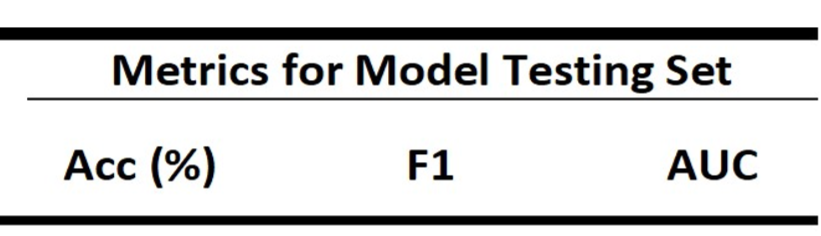 Metrics for Model Testing Set
Acc (%) F1 AUC